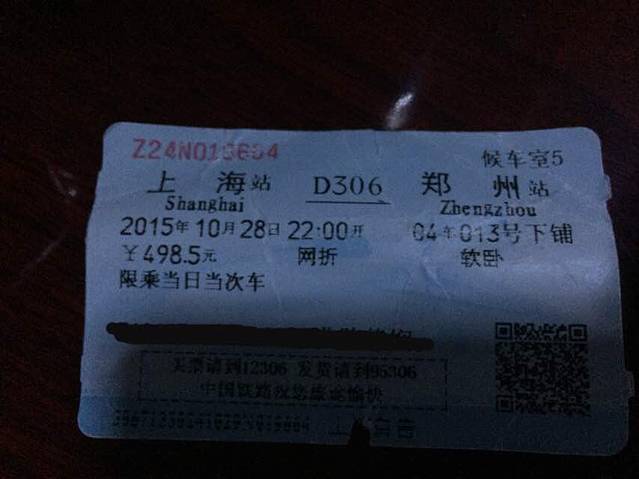 Z24N019604 候车室5
上海站 D306 郑州站
Shanghai Zhengzhou
2015年10月28日 22:00开 04车013号下铺
￥498.5元 网折 软卧
限乘当日当次车
买票请到12306 发货请到95306
中国铁路祝您旅途愉快